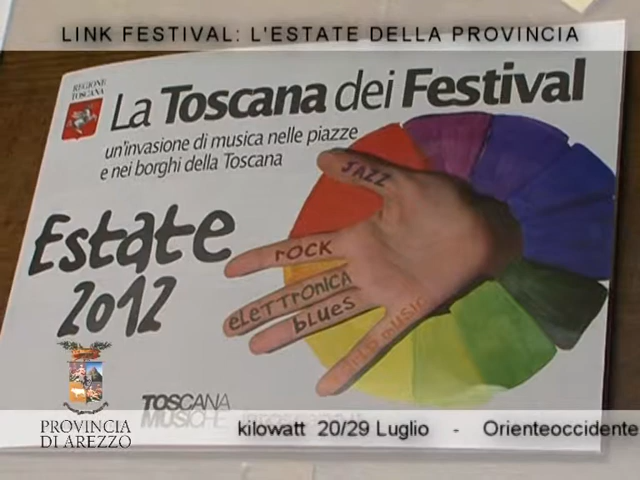 LINK FESTIVAL: L'ESTATE DELLA PROVINCIA
REGIONE
TOSCANA
La Toscana dei Festival
un'invasione di musica nelle piazze
e nei borghi della Toscana
Estate
2012
JAZZ
ROCK
eLeTTRONICA
bLUeS
MUSIC
TOSCANA
MUSICHE
PROVINCIA
DI AREZZO
kilowatt 20/29 Luglio - Orienteoccidente